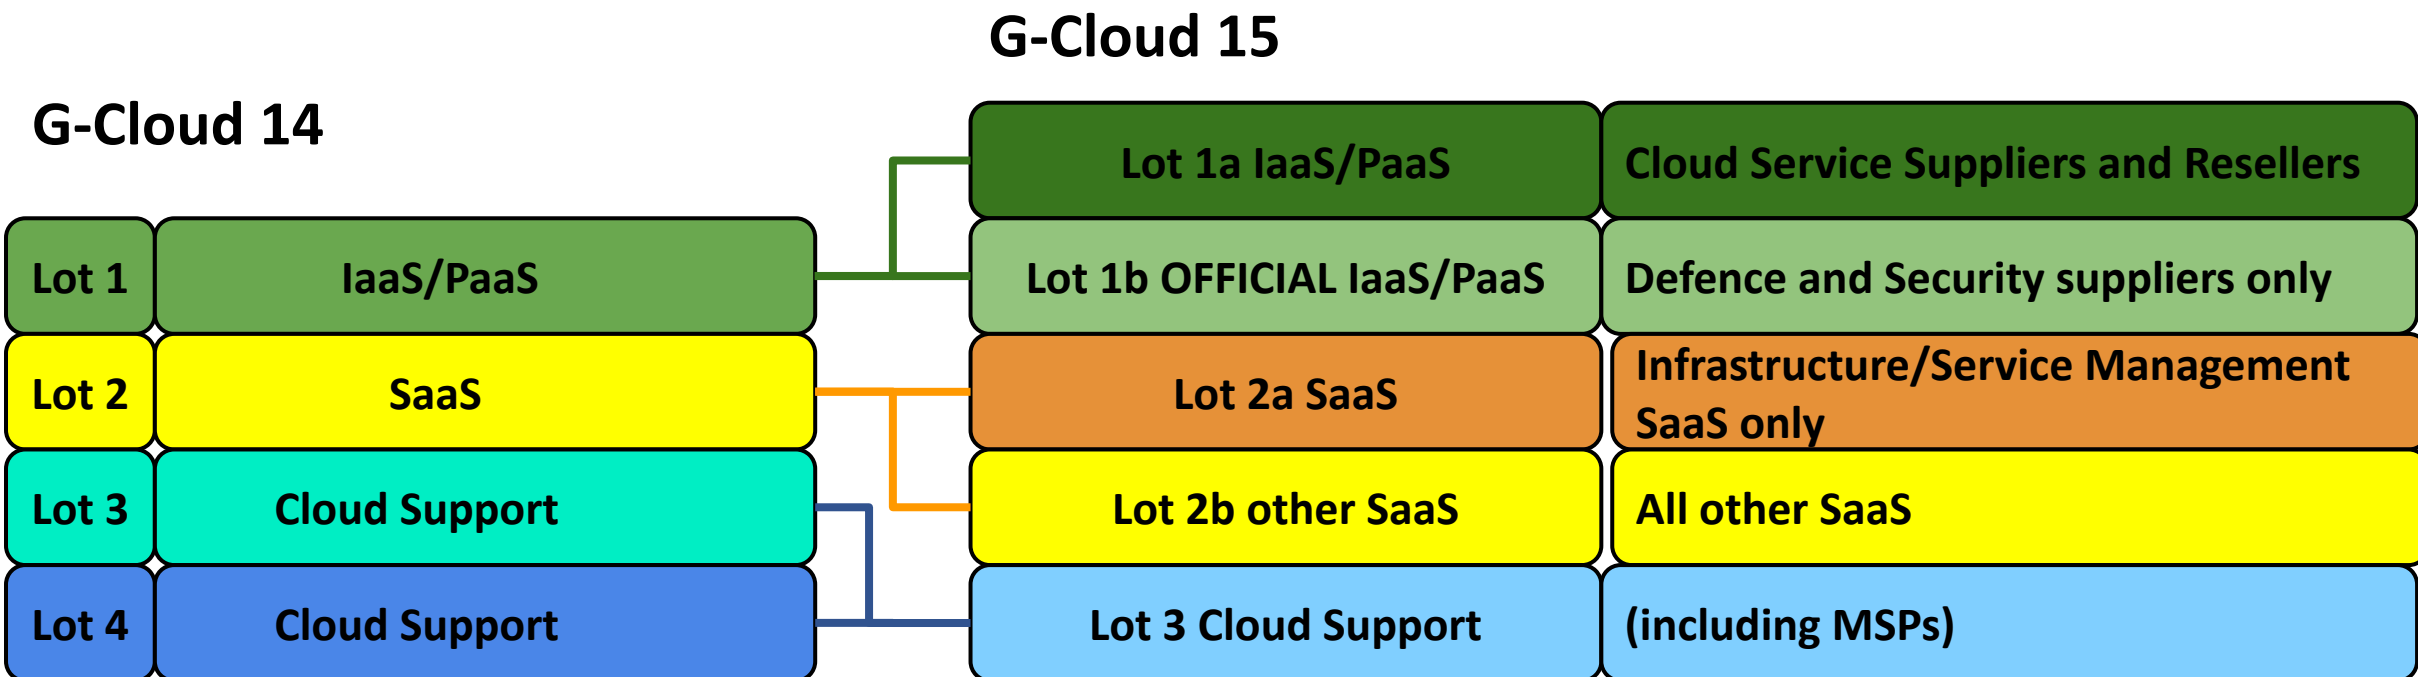 G-Cloud 15
G-Cloud 14
Lot 1a IaaS/PaaS
Cloud Service Suppliers and Resellers
Lot 1
IaaS/PaaS
Lot 1b OFFICIAL IaaS/PaaS
Defence and Security suppliers only
Lot 2
SaaS
Lot 2a SaaS
Infrastructure/Service Management
SaaS only
Lot 3
Cloud Support
Lot 2b other SaaS
All other SaaS
Lot 4
Cloud Support
Lot 3 Cloud Support
(including MSPs)